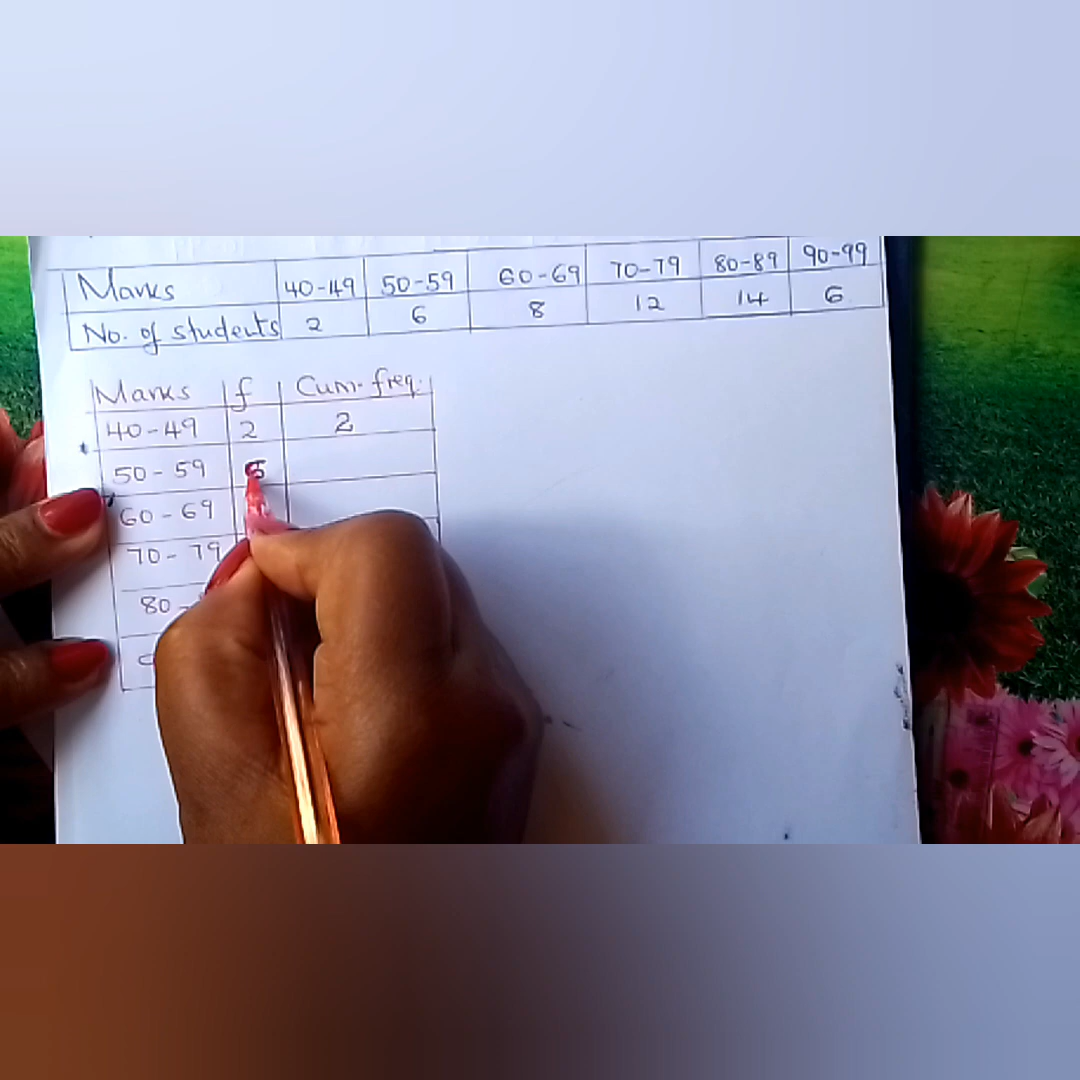 Marks 40-49 50-59 60-69 70-79 80-89 90-99
No. of students 2 6 8 12 14 6
Marks f Cum. freq.
40-49 2 2
50-59
60-69
70-79
80-